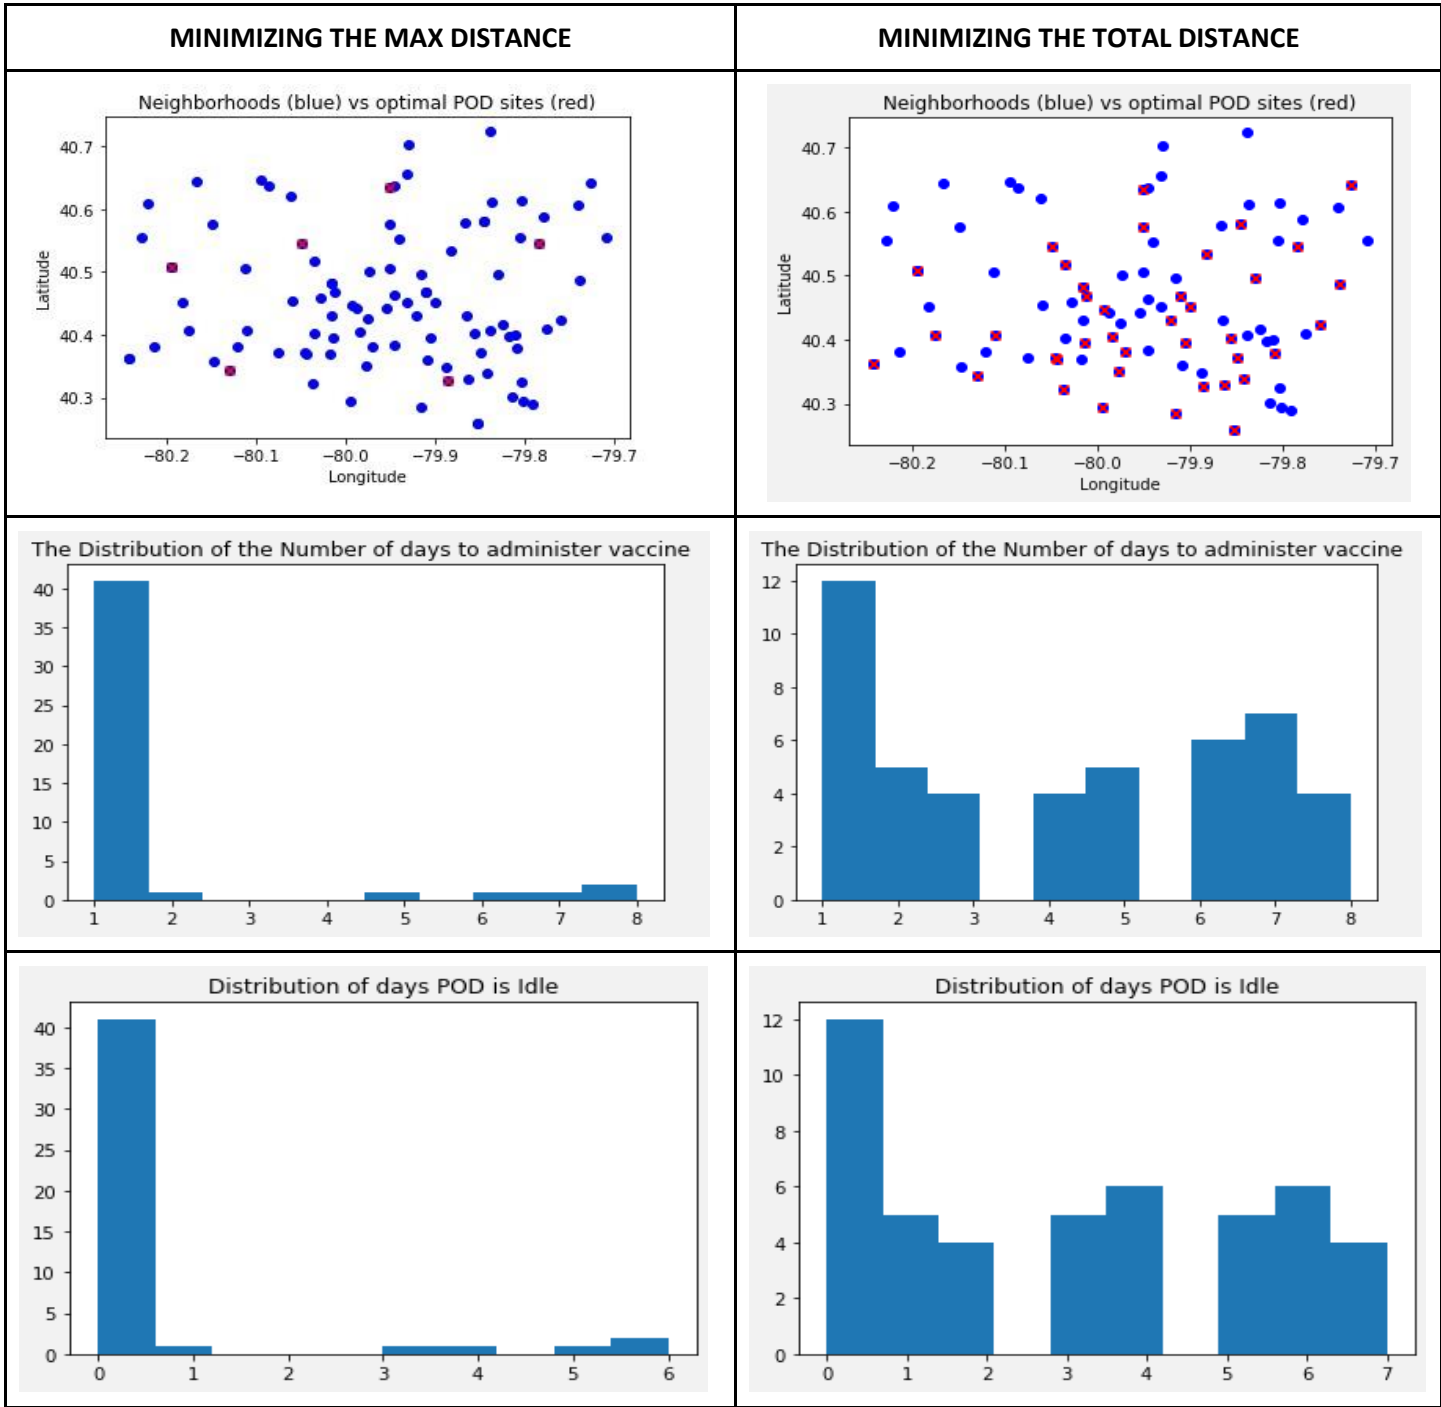 MINIMIZING THE MAX DISTANCE
MINIMIZING THE TOTAL DISTANCE
Neighborhoods (blue) vs optimal POD sites (red)
40.7
40.6
40.5
40.4
40.3
Latitude
−80.2 −80.1 −80.0 −79.9 −79.8 −79.7
Longitude
Neighborhoods (blue) vs optimal POD sites (red)
40.7
40.6
40.5
40.4
40.3
Latitude
−80.2 −80.1 −80.0 −79.9 −79.8 −79.7
Longitude
The Distribution of the Number of days to administer vaccine
40
35
30
25
20
15
10
5
0
1 2 3 4 5 6 7 8
The Distribution of the Number of days to administer vaccine
12
10
8
6
4
2
0
1 2 3 4 5 6 7 8
Distribution of days POD is Idle
40
35
30
25
20
15
10
5
0
0 1 2 3 4 5 6
Distribution of days POD is Idle
12
10
8
6
4
2
0
0 1 2 3 4 5 6 7